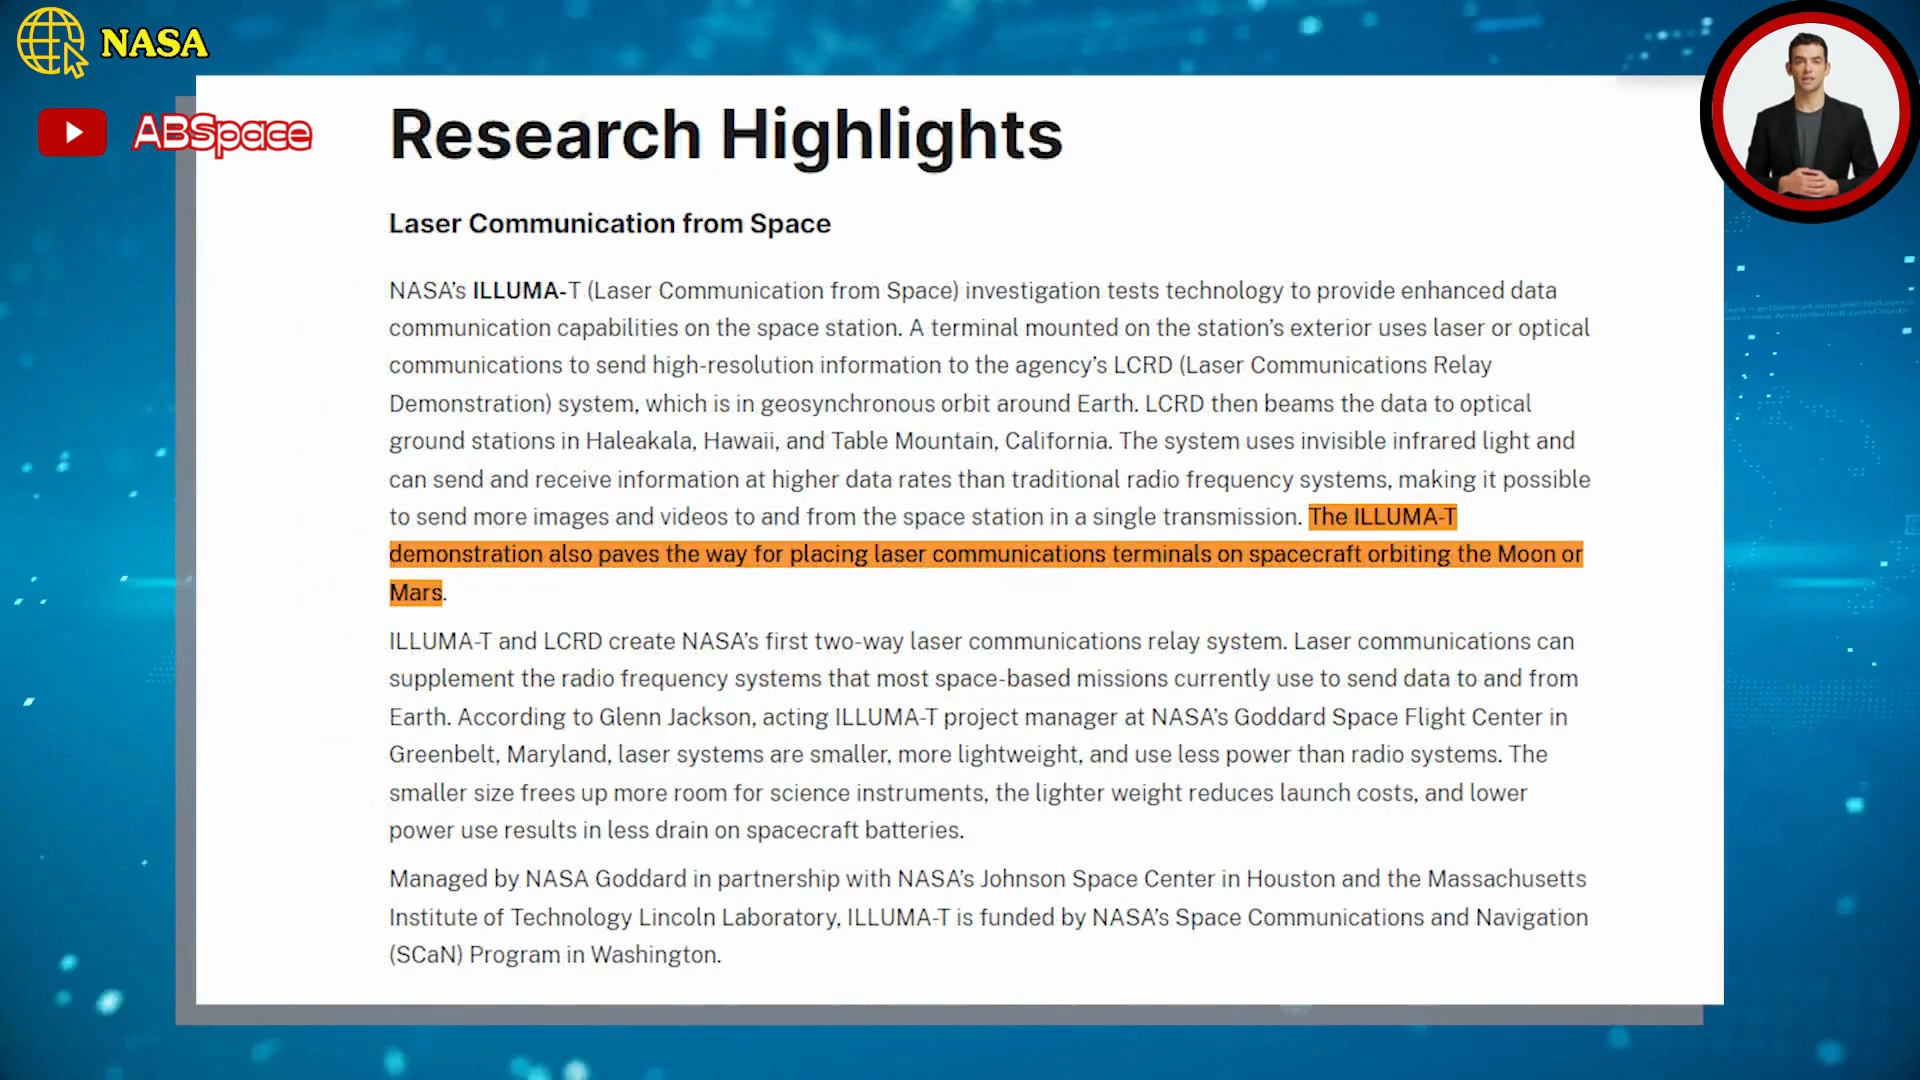 NASA
ABSpace
Research Highlights
Laser Communication from Space
NASA's ILLUMA-T (Laser Communication from Space) investigation tests technology to provide enhanced data
communication capabilities on the space station. A terminal mounted on the station's exterior uses laser or optical
communications to send high-resolution information to the agency's LCRD (Laser Communications Relay
Demonstration) system, which is in geosynchronous orbit around Earth. LCRD then beams the data to optical
ground stations in Haleakala, Hawaii, and Table Mountain, California. The system uses invisible infrared light and
can send and receive information at higher data rates than traditional radio frequency systems, making it possible
to send more images and videos to and from the space station in a single transmission. The ILLUMA-T
demonstration also paves the way for placing laser communications terminals on spacecraft orbiting the Moon or
Mars.
ILLUMA-T and LCRD create NASA's first two-way laser communications relay system. Laser communications can
supplement the radio frequency systems that most space-based missions currently use to send data to and from
Earth. According to Glenn Jackson, acting ILLUMA-T project manager at NASA's Goddard Space Flight Center in
Greenbelt, Maryland, laser systems are smaller, more lightweight, and use less power than radio systems. The
smaller size frees up more room for science instruments, the lighter weight reduces launch costs, and lower
power use results in less drain on spacecraft batteries.
Managed by NASA Goddard in partnership with NASA's Johnson Space Center in Houston and the Massachusetts
Institute of Technology Lincoln Laboratory, ILLUMA-T is funded by NASA's Space Communications and Navigation
(SCaN) Program in Washington.